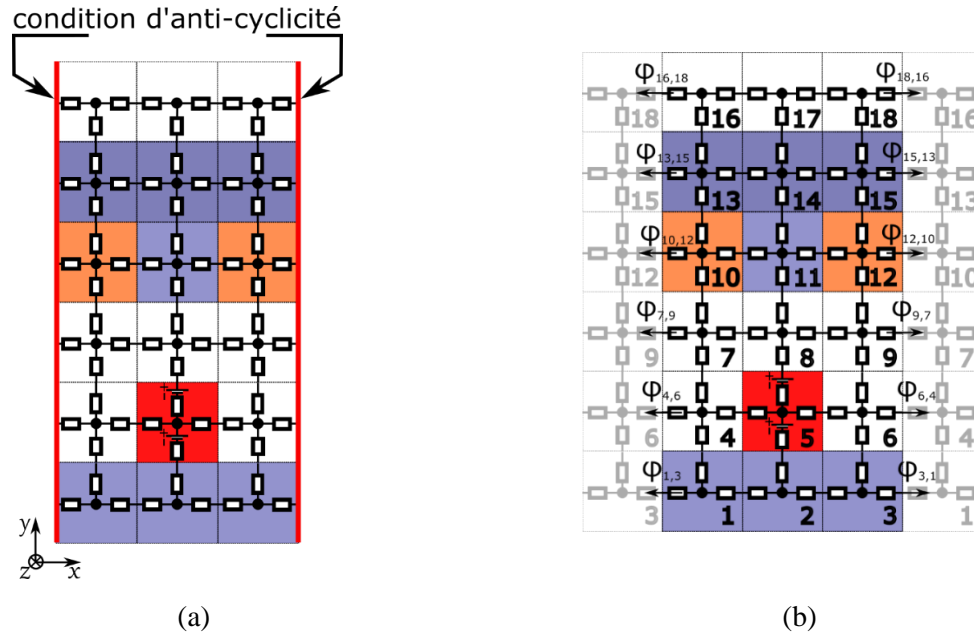 condition d'anti-cyclicité
φ16,18 φ18,16
18 16 17 18 16
φ13,15 φ15,13
15 13 14 15 13
φ10,12 φ12,10
12 10 11 12 10
φ7,9 φ9,7
9 7 8 9 7
+
φ4,6 φ6,4
+
6 4 5 6 4
φ1,3 φ3,1
3 1 2 3 1
+
+
y
z x
(a) (b)